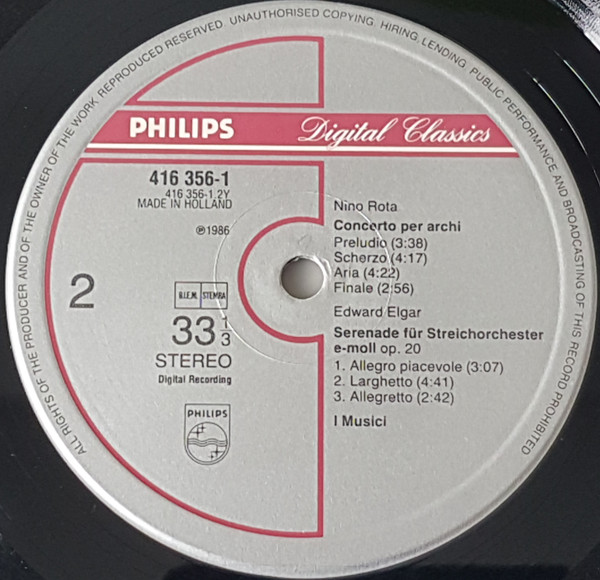 ALL RIGHTS OF THE PRODUCER AND OF THE OWNER OF THE WORK REPRODUCED RESERVED. UNAUTHORISED COPYING, HIRING, LENDING, PUBLIC PERFORMANCE AND BROADCASTING OF THIS RECORD PROHIBITED
PHILIPS Digital Classics
416 356-1
416 356-1.2Y
MADE IN HOLLAND
℗1986
2
B.I.E.M. STEMRA
33 1/3
STEREO
Digital Recording
PHILIPS
Nino Rota
Concerto per archi
Preludio (3:38)
Scherzo (4:17)
Aria (4:22)
Finale (2:56)
Edward Elgar
Serenade für Streichorchester
e-moll op. 20
1. Allegro piacevole (3:07)
2. Larghetto (4:41)
3. Allegretto (2:42)
I Musici